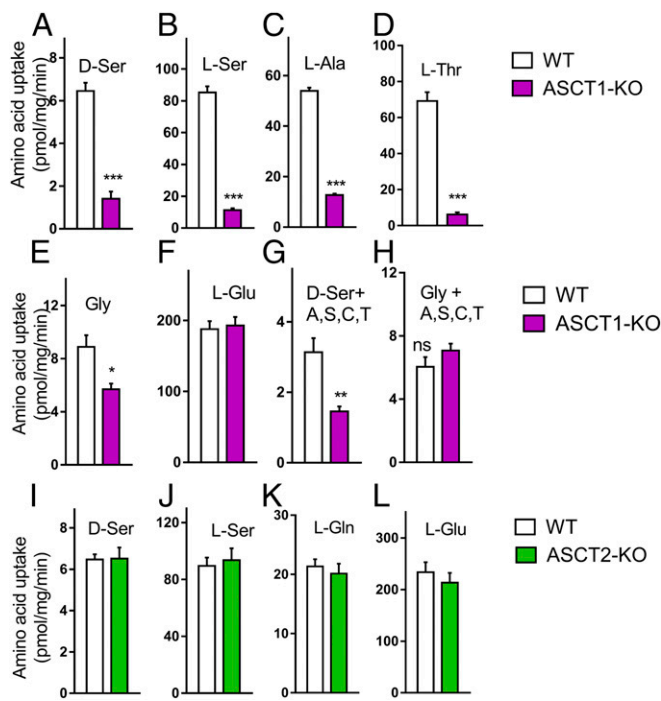 A B C D
D-Ser L-Ser L-Ala L-Thr
WT
ASCT1-KO
Amino acid uptake
(pmol/mg/min)
6
4
2
0
***
100
80
60
40
20
0
***
60
40
20
0
***
100
80
60
40
20
0
***
E F G H
Gly L-Glu D-Ser+ Gly +
A,S,C,T A,S,C,T
WT
ASCT1-KO
Amino acid uptake
(pmol/mg/min)
12
8
4
0
*
200
100
0
4
2
0
**
12
9
6
3
0
ns
I J K L
D-Ser L-Ser L-Gln L-Glu
WT
ASCT2-KO
Amino acid uptake
(pmol/mg/min)
8
6
4
2
0
120
80
40
0
30
20
10
0
300
200
100
0